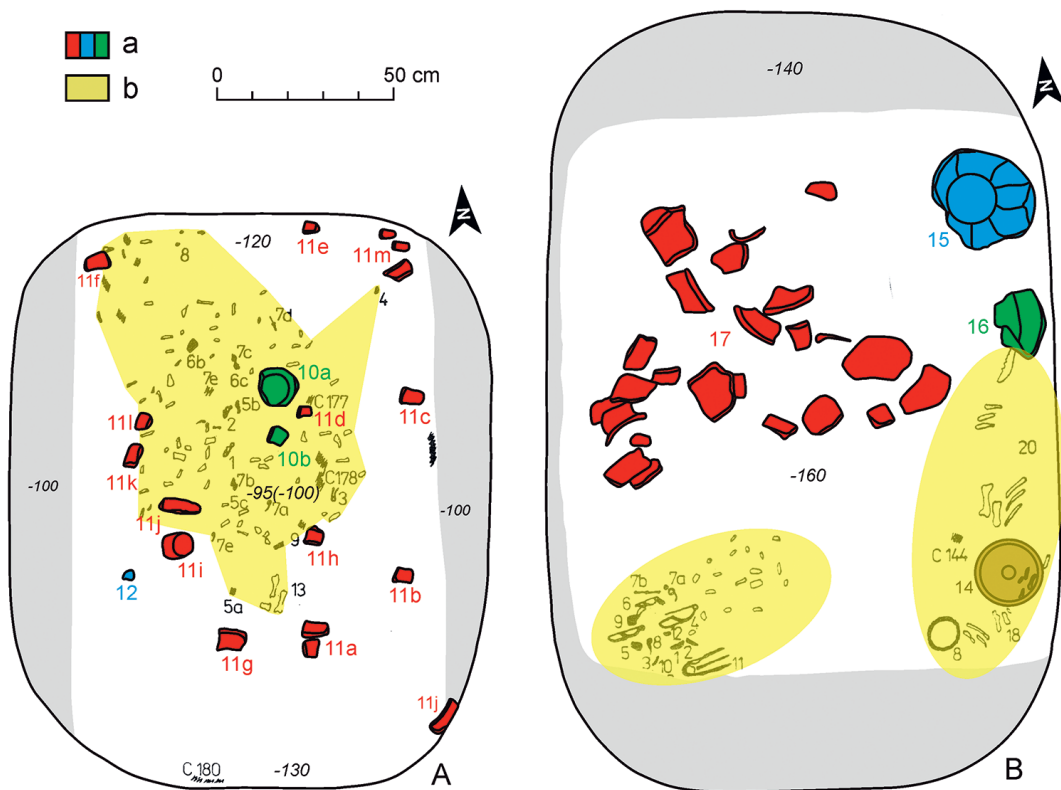 a
b
0 50 cm
N
-120
11e
11m
11f
8
4
7d
6b
7c
7e
6c
10a
5b
C 177
11d
11c
11l
2
10b
1
11k
C 178
7b
3
-95(-100)
5c
7a
-100
-100
11j
7e
9
11h
11i
12
13
5a
11b
11g
11a
11j
C 180
-130
A
N
-140
15
16
17
20
-160
C 144
14
18
8
7b
7a
6
9
4
5
8
12
3
10
1
2
11
B